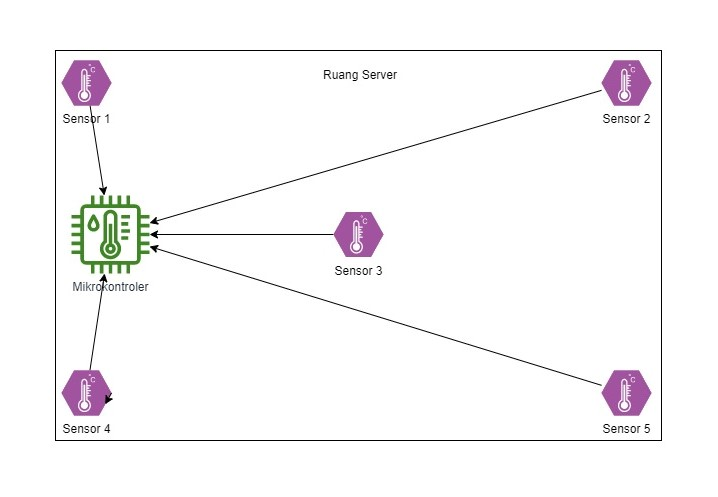 Ruang Server
Sensor 1
Sensor 2
Sensor 3
Mikrokontroler
Sensor 4
Sensor 5